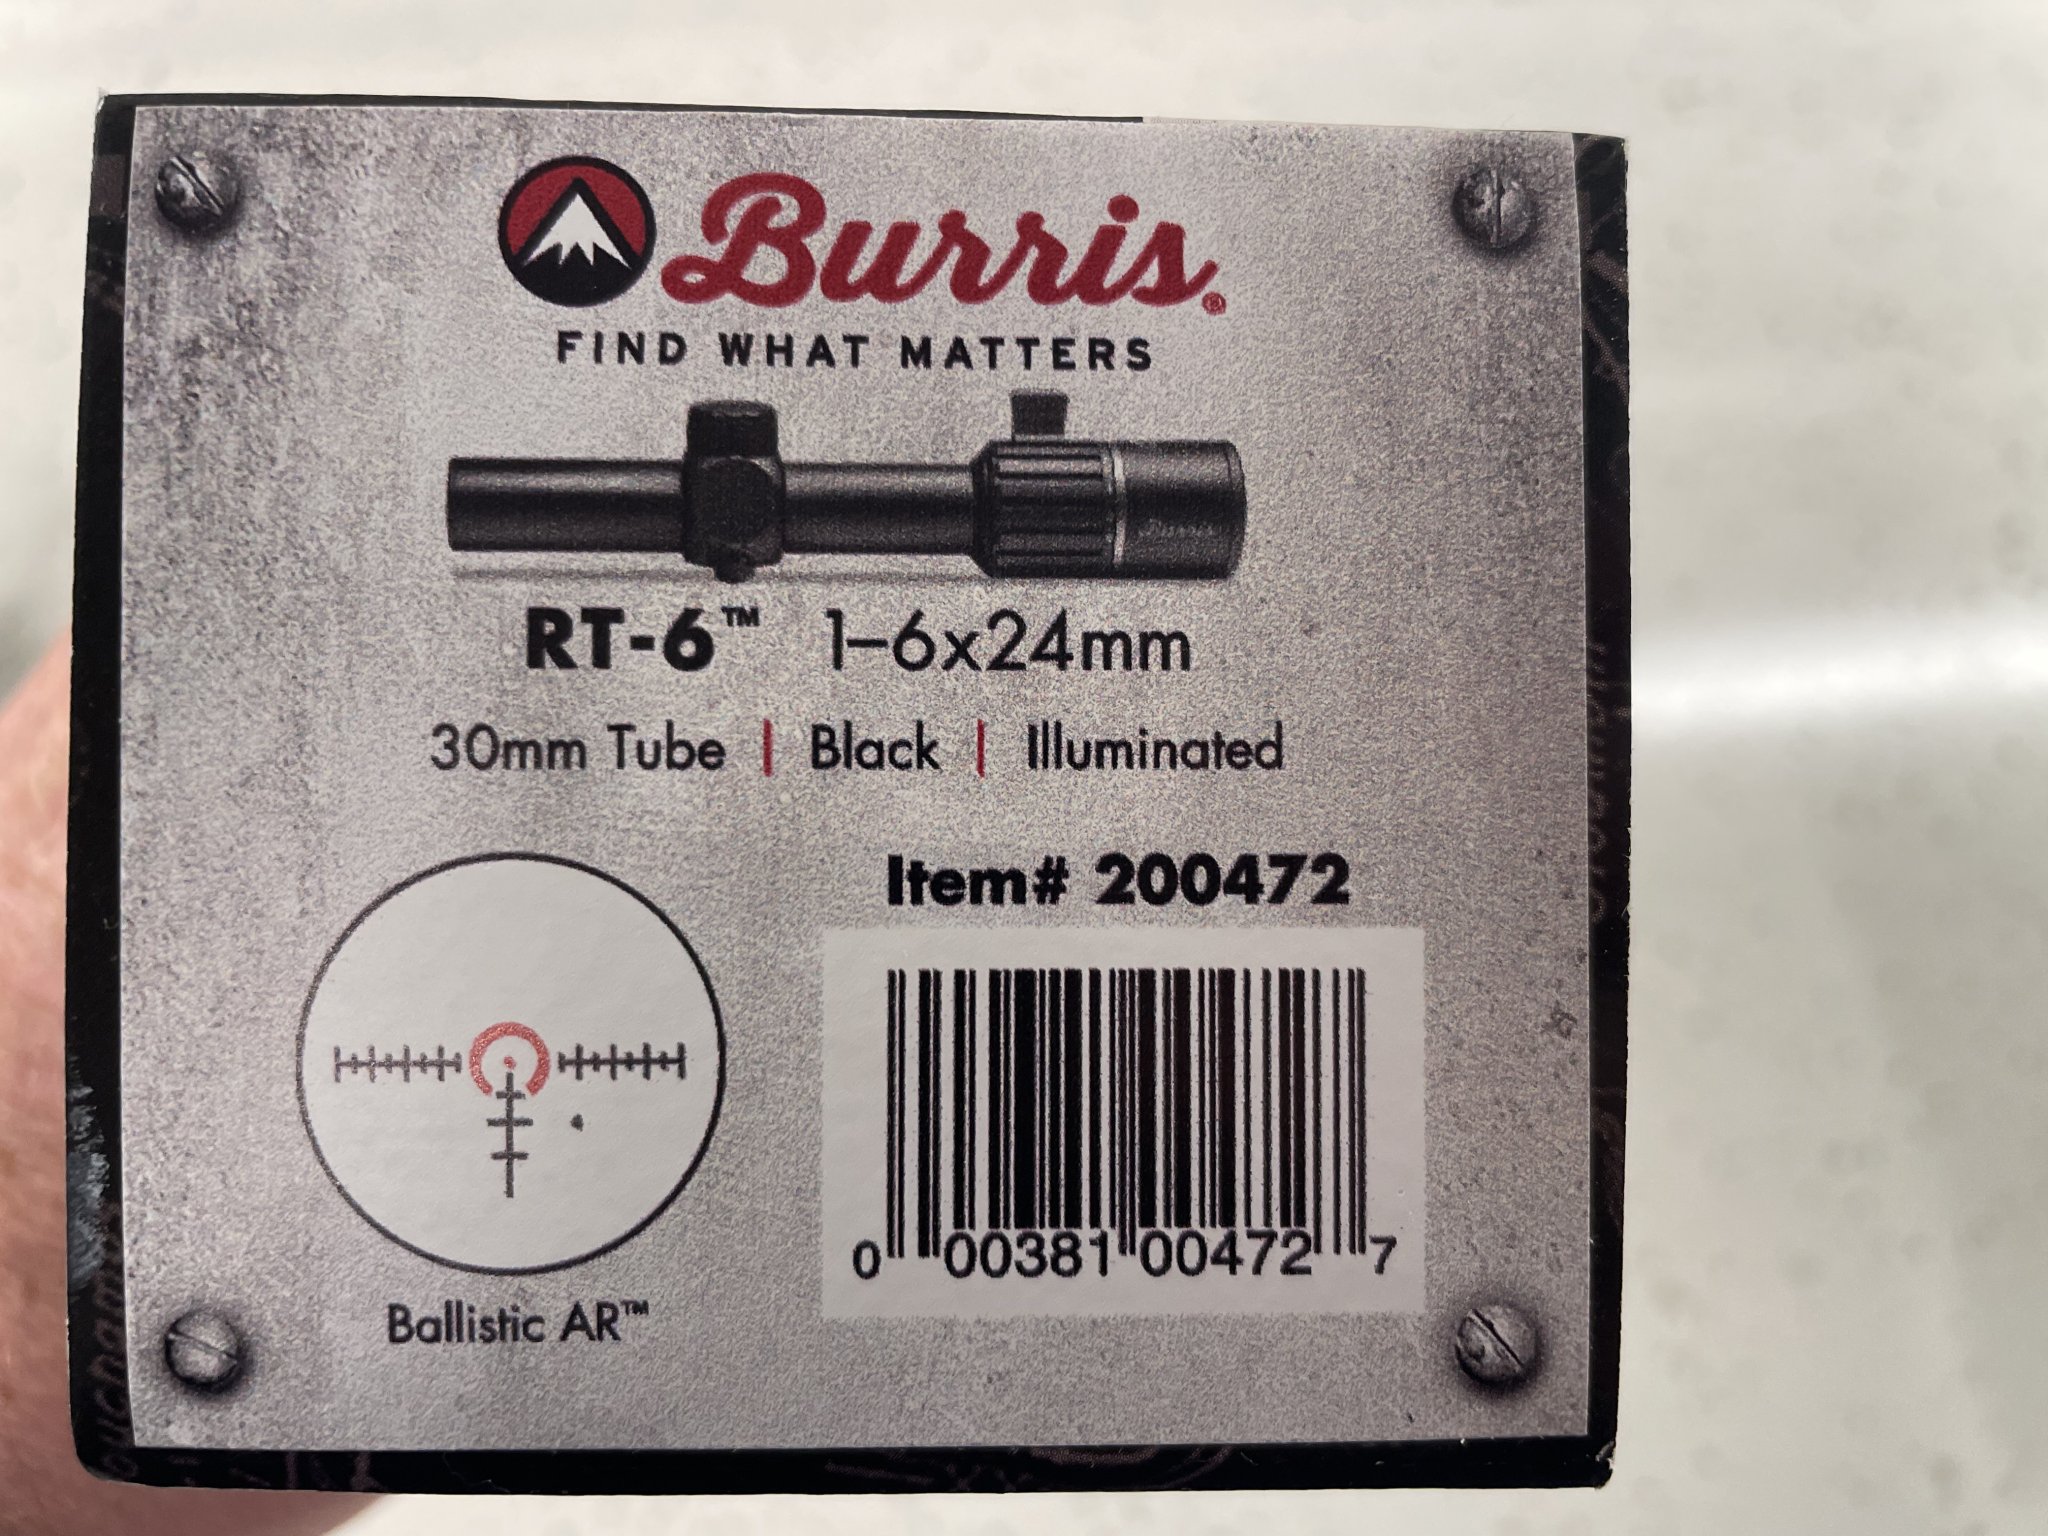 Burris®
FIND WHAT MATTERS
Burris
RT-6™ 1–6x24mm
30mm Tube | Black | Illuminated
Item# 200472
0 00381 00472 7
Ballistic AR™